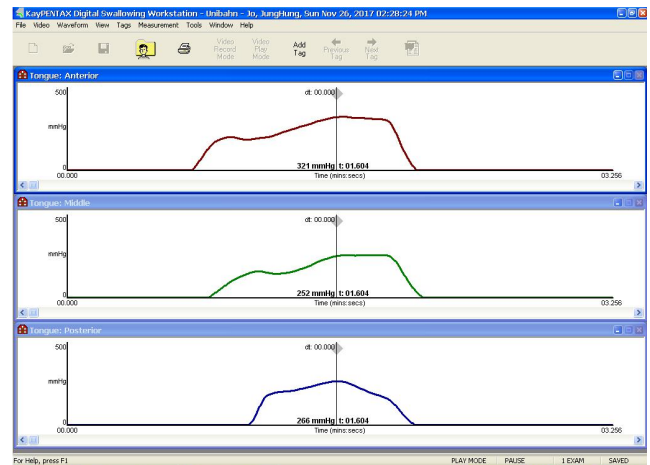 KayPENTAX Digital Swallowing Workstation - Unibahn - Jo, JungHung, Sun Nov 26, 2017 02:28:24 PM
File Video Waveform View Tags Measurement Tools Window Help
Video Record Mode
Video Play Mode
Add Tag
Previous Tag
Next Tag
Tongue: Anterior
500
dt: 00.000
mmHg
0
321 mmHg t: 01.604
00.000
Time (mins:secs)
03.256
Tongue: Middle
500
dt: 00.000
mmHg
0
252 mmHg t: 01.604
00.000
Time (mins:secs)
03.256
Tongue: Posterior
500
dt: 00.000
mmHg
0
266 mmHg t: 01.604
00.000
Time (mins:secs)
03.256
For Help, press F1
PLAY MODE PAUSE 1 EXAM SAVED